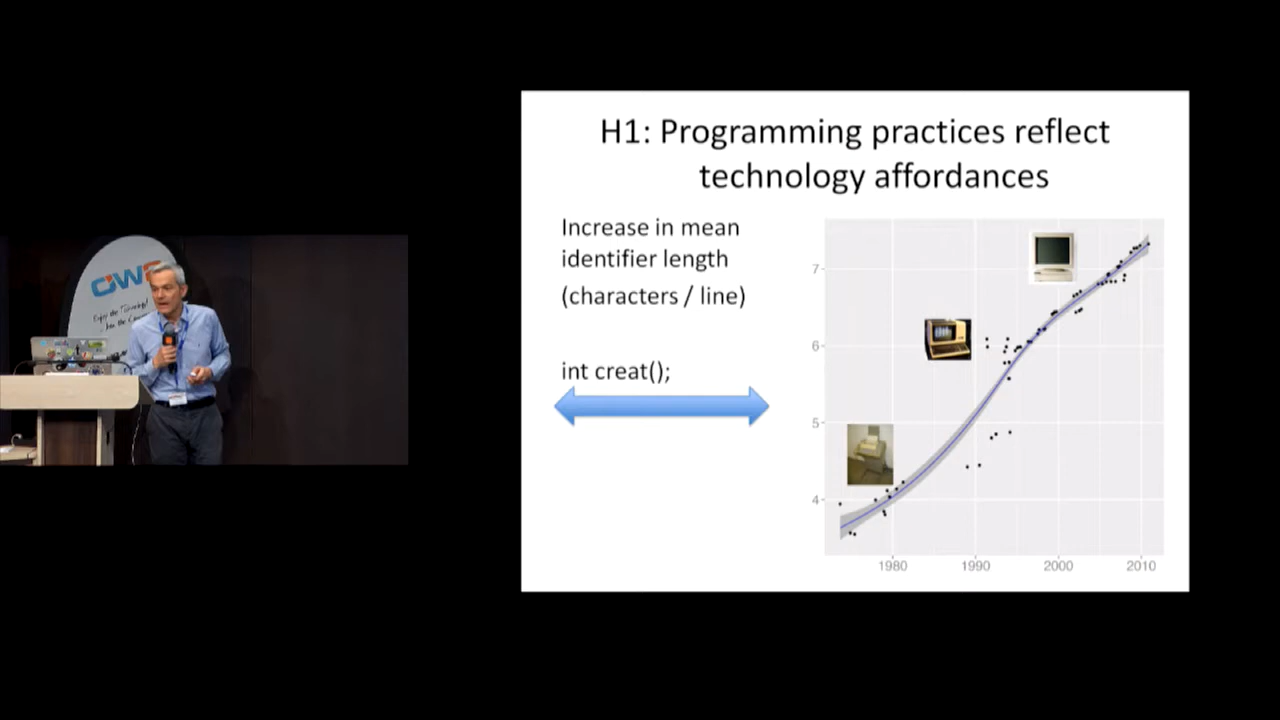 H1: Programming practices reflect
technology affordances
Increase in mean
identifier length
(characters / line)
int creat();
7
6
5
4
1980
1990
2000
2010